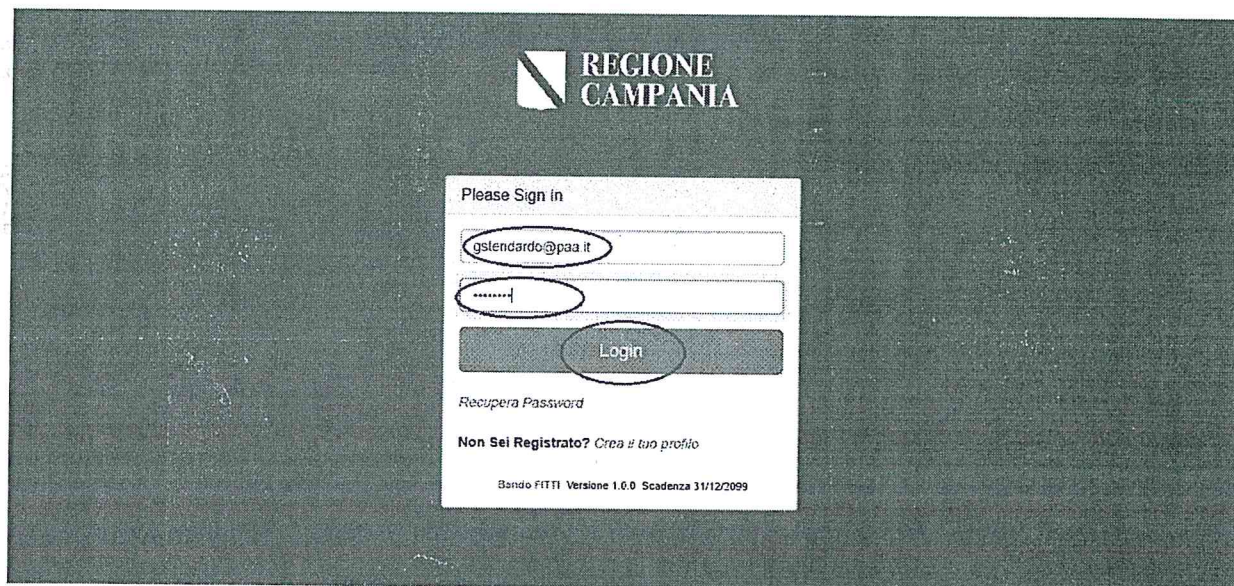 REGIONE
CAMPANIA
Please Sign In
gstendardo@paa.it
••••••••
Login
Recupera Password
Non Sei Registrato? Crea il tuo profilo
Bando FITTI Versione 1.0.0 Scadenza 31/12/2099